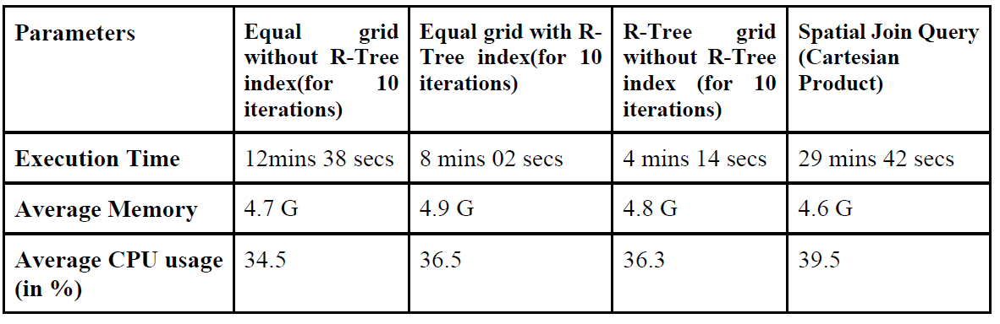 Parameters
Equal grid
without R-Tree
index(for 10
iterations)
Equal grid with R-
Tree index(for 10
iterations)
R-Tree grid
without R-Tree
index (for 10
iterations)
Spatial Join Query
(Cartesian
Product)
Execution Time
12mins 38 secs
8 mins 02 secs
4 mins 14 secs
29 mins 42 secs
Average Memory
4.7 G
4.9 G
4.8 G
4.6 G
Average CPU usage
(in %)
34.5
36.5
36.3
39.5